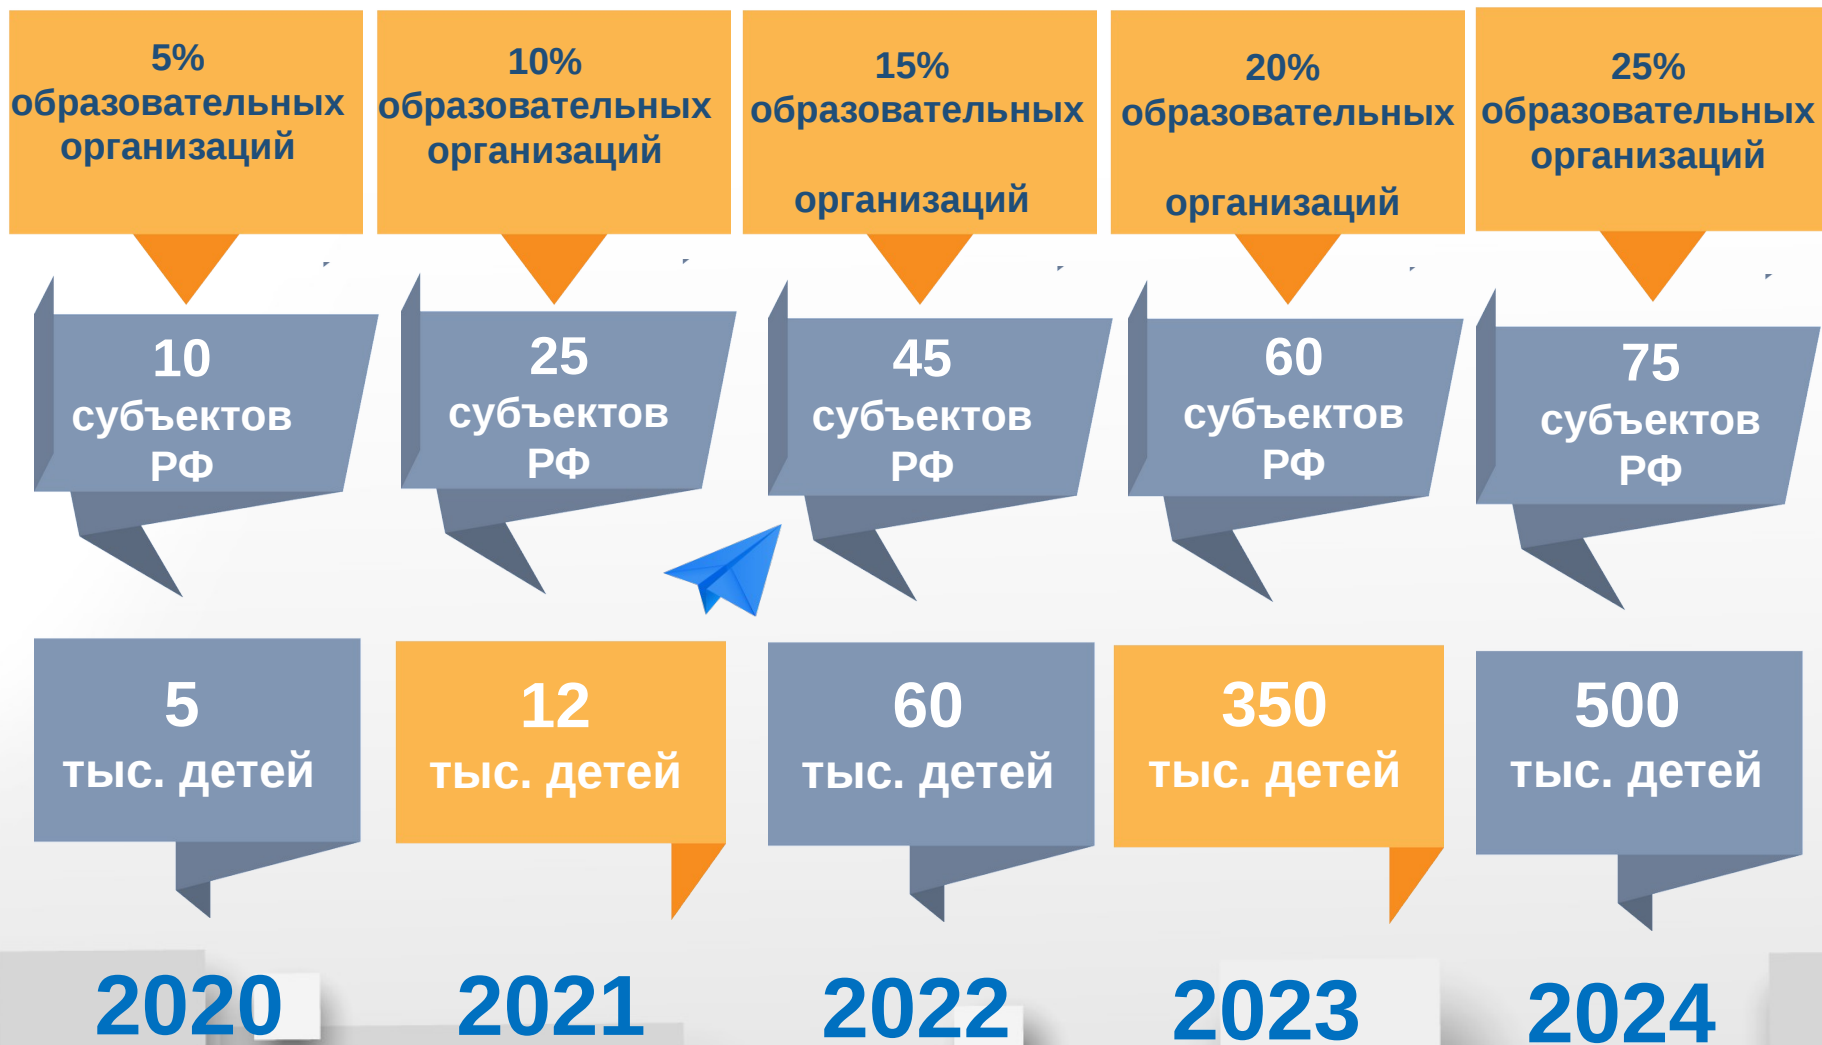 5%
образовательных
организаций
10%
образовательных
организаций
15%
образовательных
организаций
20%
образовательных
организаций
25%
образовательных
организаций
10
субъектов
РФ
25
субъектов
РФ
45
субъектов
РФ
60
субъектов
РФ
75
субъектов
РФ
5
тыс. детей
12
тыс. детей
60
тыс. детей
350
тыс. детей
500
тыс. детей
2020
2021
2022
2023
2024